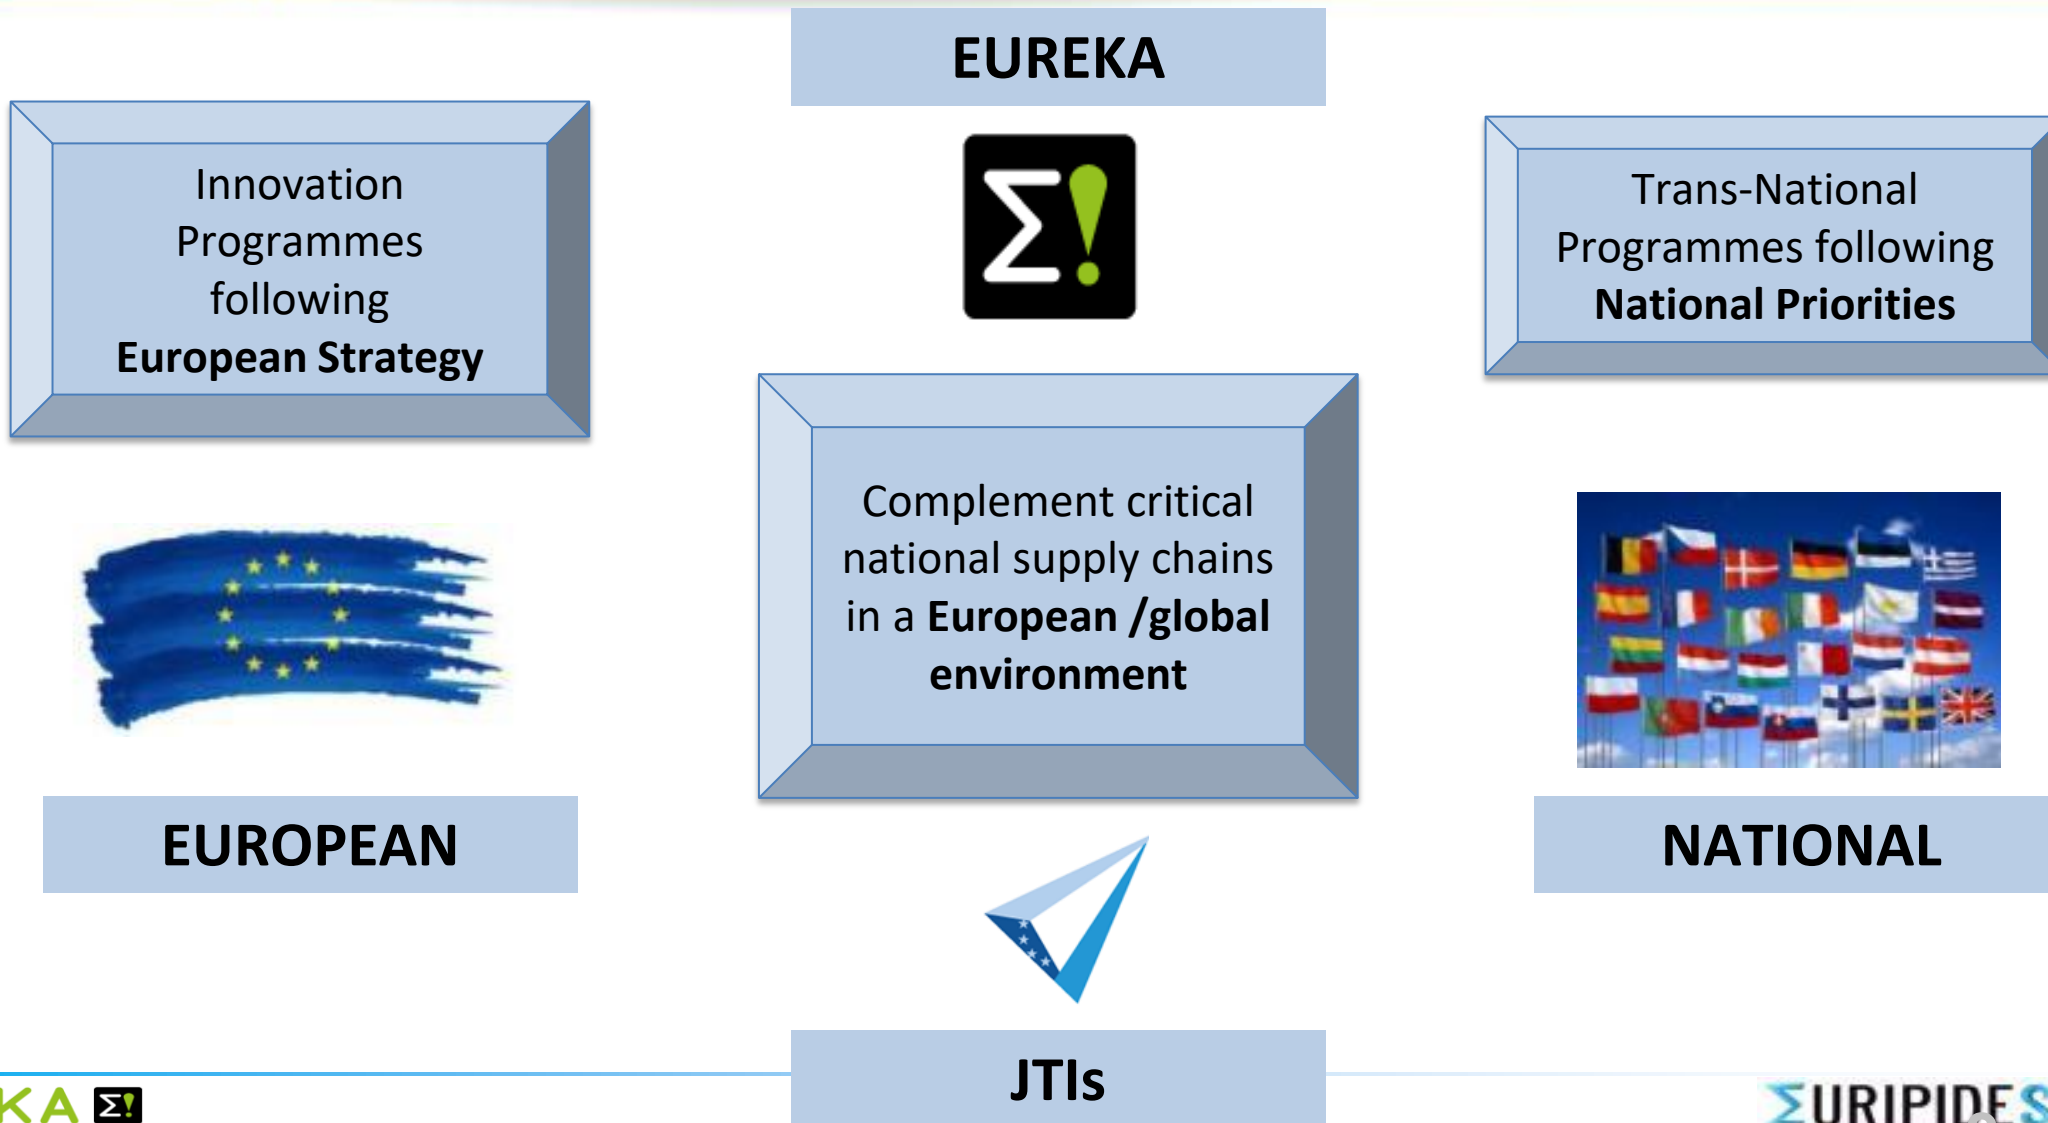 EUREKA
Σ!
Innovation
Programmes
following
European Strategy
Trans-National
Programmes following
National Priorities
Complement critical
national supply chains
in a European /global
environment
EUROPEAN
NATIONAL
JTIs
KA Σ!
ΣURIPIDES